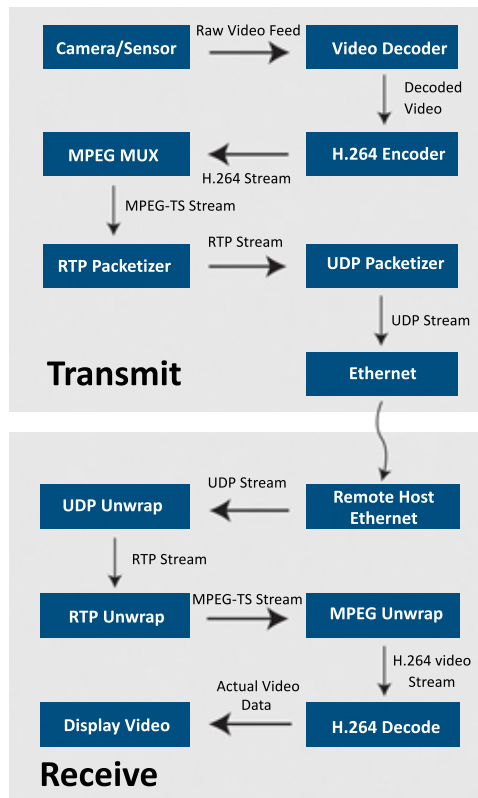 Camera/Sensor
Raw Video Feed
Video Decoder
Decoded
Video
H.264 Encoder
H.264 Stream
MPEG MUX
MPEG-TS Stream
RTP Packetizer
RTP Stream
UDP Packetizer
UDP Stream
Ethernet
Transmit
Remote Host
Ethernet
UDP Stream
UDP Unwrap
RTP Stream
RTP Unwrap
MPEG-TS Stream
MPEG Unwrap
H.264 video
Stream
H.264 Decode
Actual Video
Data
Display Video
Receive